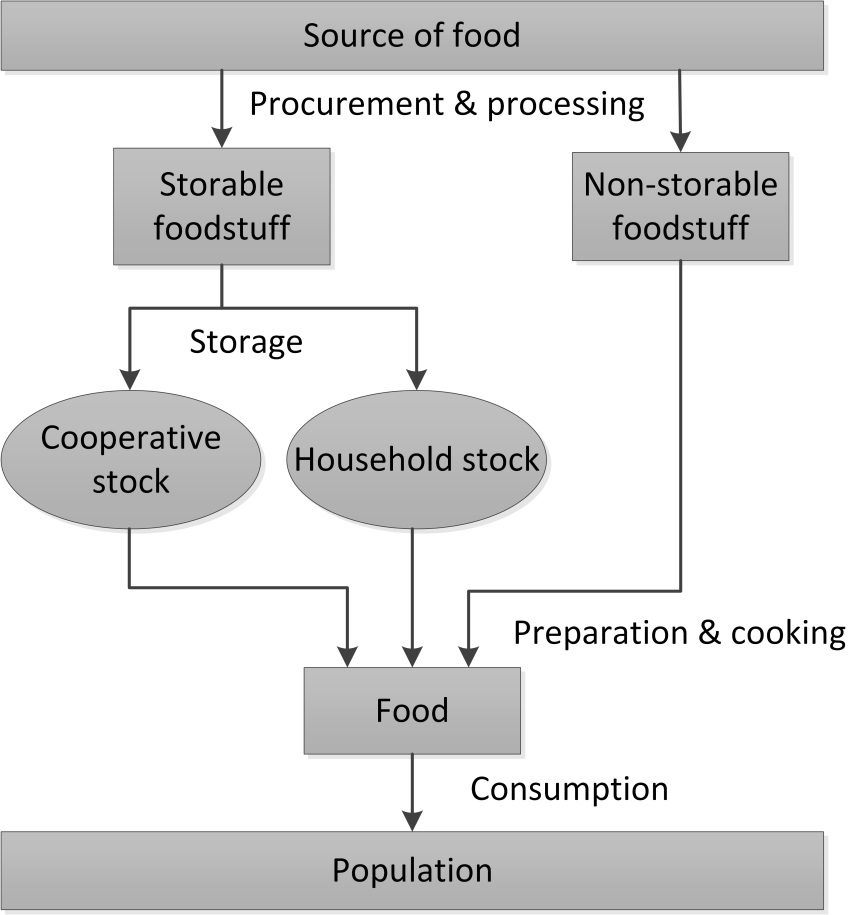 Source of food
Procurement & processing
Storable
foodstuff
Non-storable
foodstuff
Storage
Cooperative
stock
Household stock
Preparation & cooking
Food
Consumption
Population